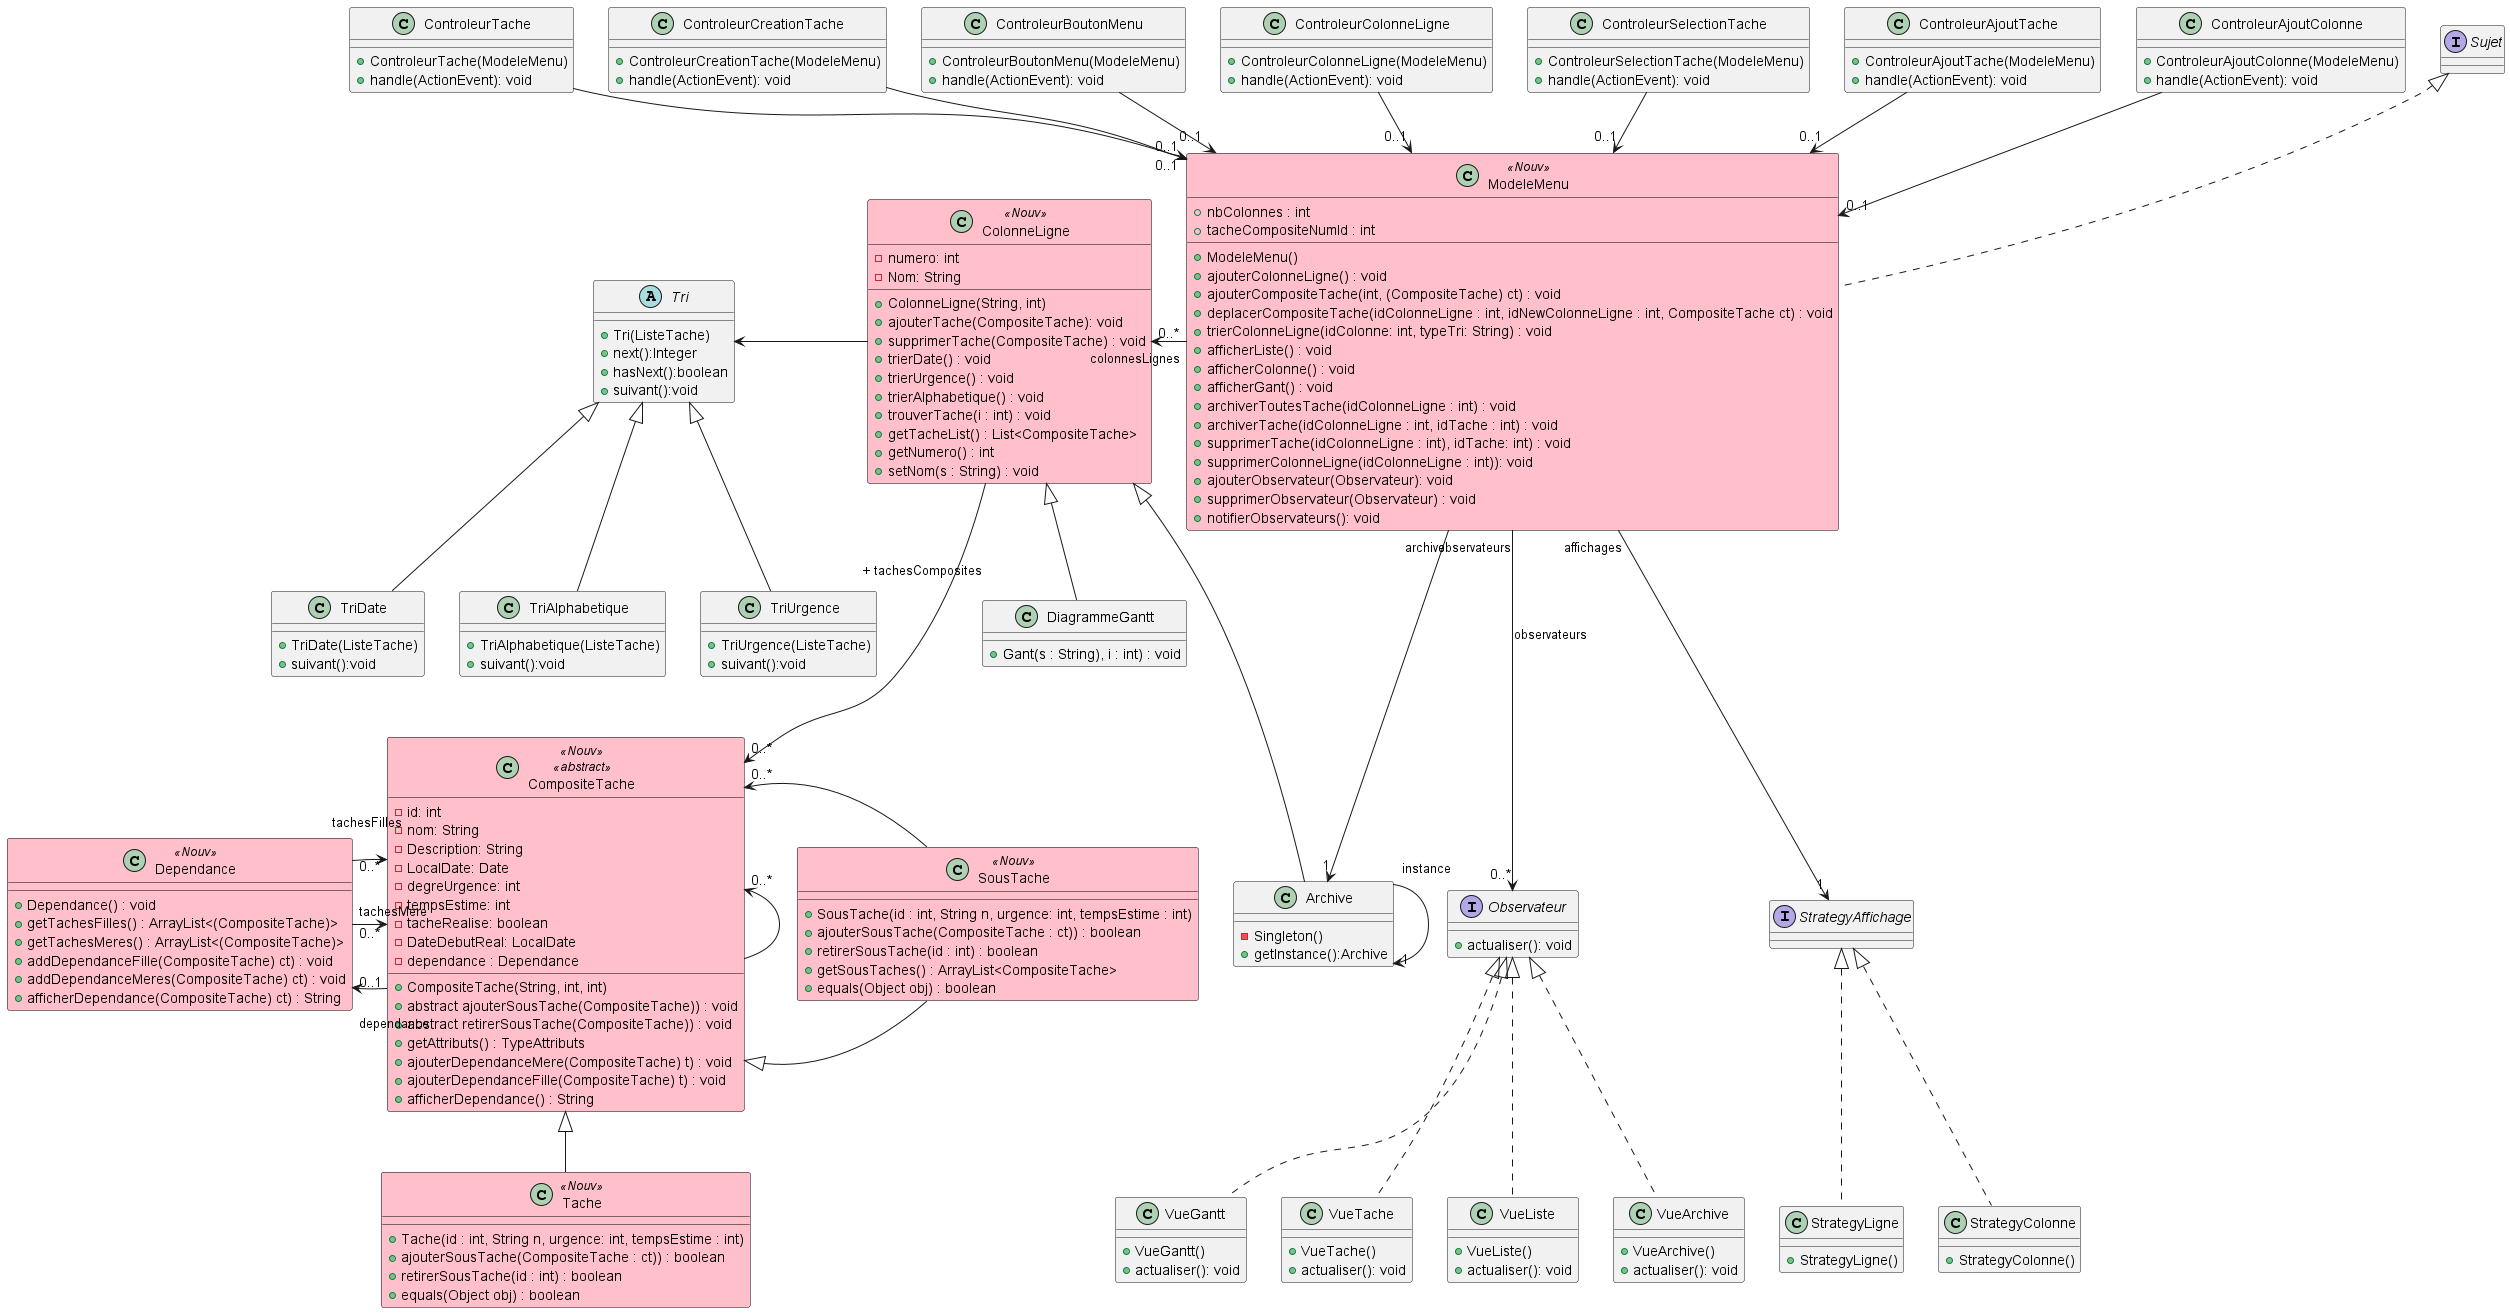 C ControleurTache
ControleurTache(ModeleMenu)
handle(ActionEvent): void
C ControleurCreationTache
ControleurCreationTache(ModeleMenu)
handle(ActionEvent): void
C ControleurBoutonMenu
ControleurBoutonMenu(ModeleMenu)
handle(ActionEvent): void
C ControleurColonneLigne
ControleurColonneLigne(ModeleMenu)
handle(ActionEvent): void
C ControleurSelectionTache
ControleurSelectionTache(ModeleMenu)
handle(ActionEvent): void
C ControleurAjoutTache
ControleurAjoutTache(ModeleMenu)
handle(ActionEvent): void
C ControleurAjoutColonne
ControleurAjoutColonne(ModeleMenu)
handle(ActionEvent): void
I Sujet
0..1
0..1
0..1
0..1
0..1
0..1
0..1
«Nouv»
C ModeleMenu
nbColonnes : int
tacheCompositeNumId : int
ModeleMenu()
ajouterColonneLigne() : void
ajouterCompositeTache(int, (CompositeTache) ct) : void
deplacerCompositeTache(idColonneLigne : int, idNewColonneLigne : int, CompositeTache ct) : void
trierColonneLigne(idColonne: int, typeTri: String) : void
afficherListe() : void
afficherColonne() : void
afficherGant() : void
archiverToutesTache(idColonneLigne : int) : void
archiverTache(idColonneLigne : int, idTache : int) : void
supprimerTache(idColonneLigne : int), idTache: int) : void
supprimerColonneLigne(idColonneLigne : int)): void
ajouterObservateur(Observateur): void
supprimerObservateur(Observateur) : void
notifierObservateurs(): void
«Nouv»
C ColonneLigne
numero: int
Nom: String
ColonneLigne(String, int)
ajouterTache(CompositeTache): void
supprimerTache(CompositeTache) : void
trierDate() : void
trierUrgence() : void
trierAlphabetique() : void
trouverTache(i : int) : void
getTacheList() : List<CompositeTache>
getNumero() : int
setNom(s : String) : void
0..*
colonnesLignes
A Tri
Tri(ListeTache)
next():Integer
hasNext():boolean
suivant():void
archive
observateurs
affichages
+ tachesComposites
observateurs
C TriDate
TriDate(ListeTache)
suivant():void
C TriAlphabetique
TriAlphabetique(ListeTache)
suivant():void
C TriUrgence
TriUrgence(ListeTache)
suivant():void
C DiagrammeGantt
Gant(s : String), i : int) : void
0..*
0..*
0..*
«Nouv»
«abstract»
C CompositeTache
id: int
nom: String
Description: String
LocalDate: Date
degreUrgence: int
tempsEstime: int
tacheRealise: boolean
DateDebutReal: LocalDate
dependance : Dependance
CompositeTache(String, int, int)
abstract ajouterSousTache(CompositeTache)) : void
abstract retirerSousTache(CompositeTache)) : void
getAttributs() : TypeAttributs
ajouterDependanceMere(CompositeTache) t) : void
ajouterDependanceFille(CompositeTache) t) : void
afficherDependance() : String
tachesFilles
0..*
tachesMere
0..*
0..1
dependance
«Nouv»
C Dependance
Dependance() : void
getTachesFilles() : ArrayList<(CompositeTache)>
getTachesMeres() : ArrayList<(CompositeTache)>
addDependanceFille(CompositeTache) ct) : void
addDependanceMeres(CompositeTache) ct) : void
afficherDependance(CompositeTache) ct) : String
«Nouv»
C SousTache
SousTache(id : int, String n, urgence: int, tempsEstime : int)
ajouterSousTache(CompositeTache : ct)) : boolean
retirerSousTache(id : int) : boolean
getSousTaches() : ArrayList<CompositeTache>
equals(Object obj) : boolean
1
instance
C Archive
Singleton()
getInstance():Archive
1
0..*
I Observateur
actualiser(): void
1
I StrategyAffichage
«Nouv»
C Tache
Tache(id : int, String n, urgence: int, tempsEstime : int)
ajouterSousTache(CompositeTache : ct)) : boolean
retirerSousTache(id : int) : boolean
equals(Object obj) : boolean
C VueGantt
VueGantt()
actualiser(): void
C VueTache
VueTache()
actualiser(): void
C VueListe
VueListe()
actualiser(): void
C VueArchive
VueArchive()
actualiser(): void
C StrategyLigne
StrategyLigne()
C StrategyColonne
StrategyColonne()